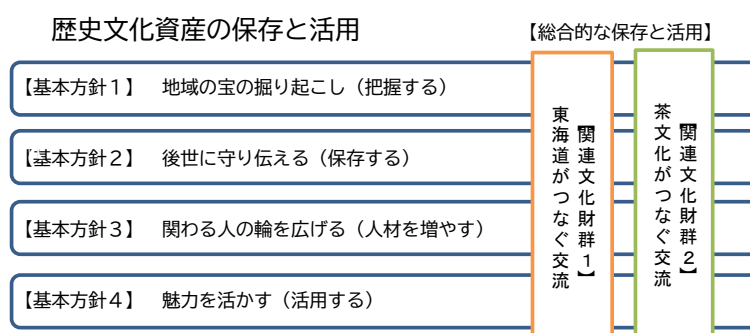 歴史文化資産の保存と活用
【総合的な保存と活用】
【基本方針１】　地域の宝の掘り起こし（把握する）
【基本方針２】　後世に守り伝える（保存する）
【基本方針３】　関わる人の輪を広げる（人材を増やす）
【基本方針４】　魅力を活かす（活用する）
【関連文化財群１】
東海道がつなぐ交流
【関連文化財群２】
茶文化がつなぐ交流